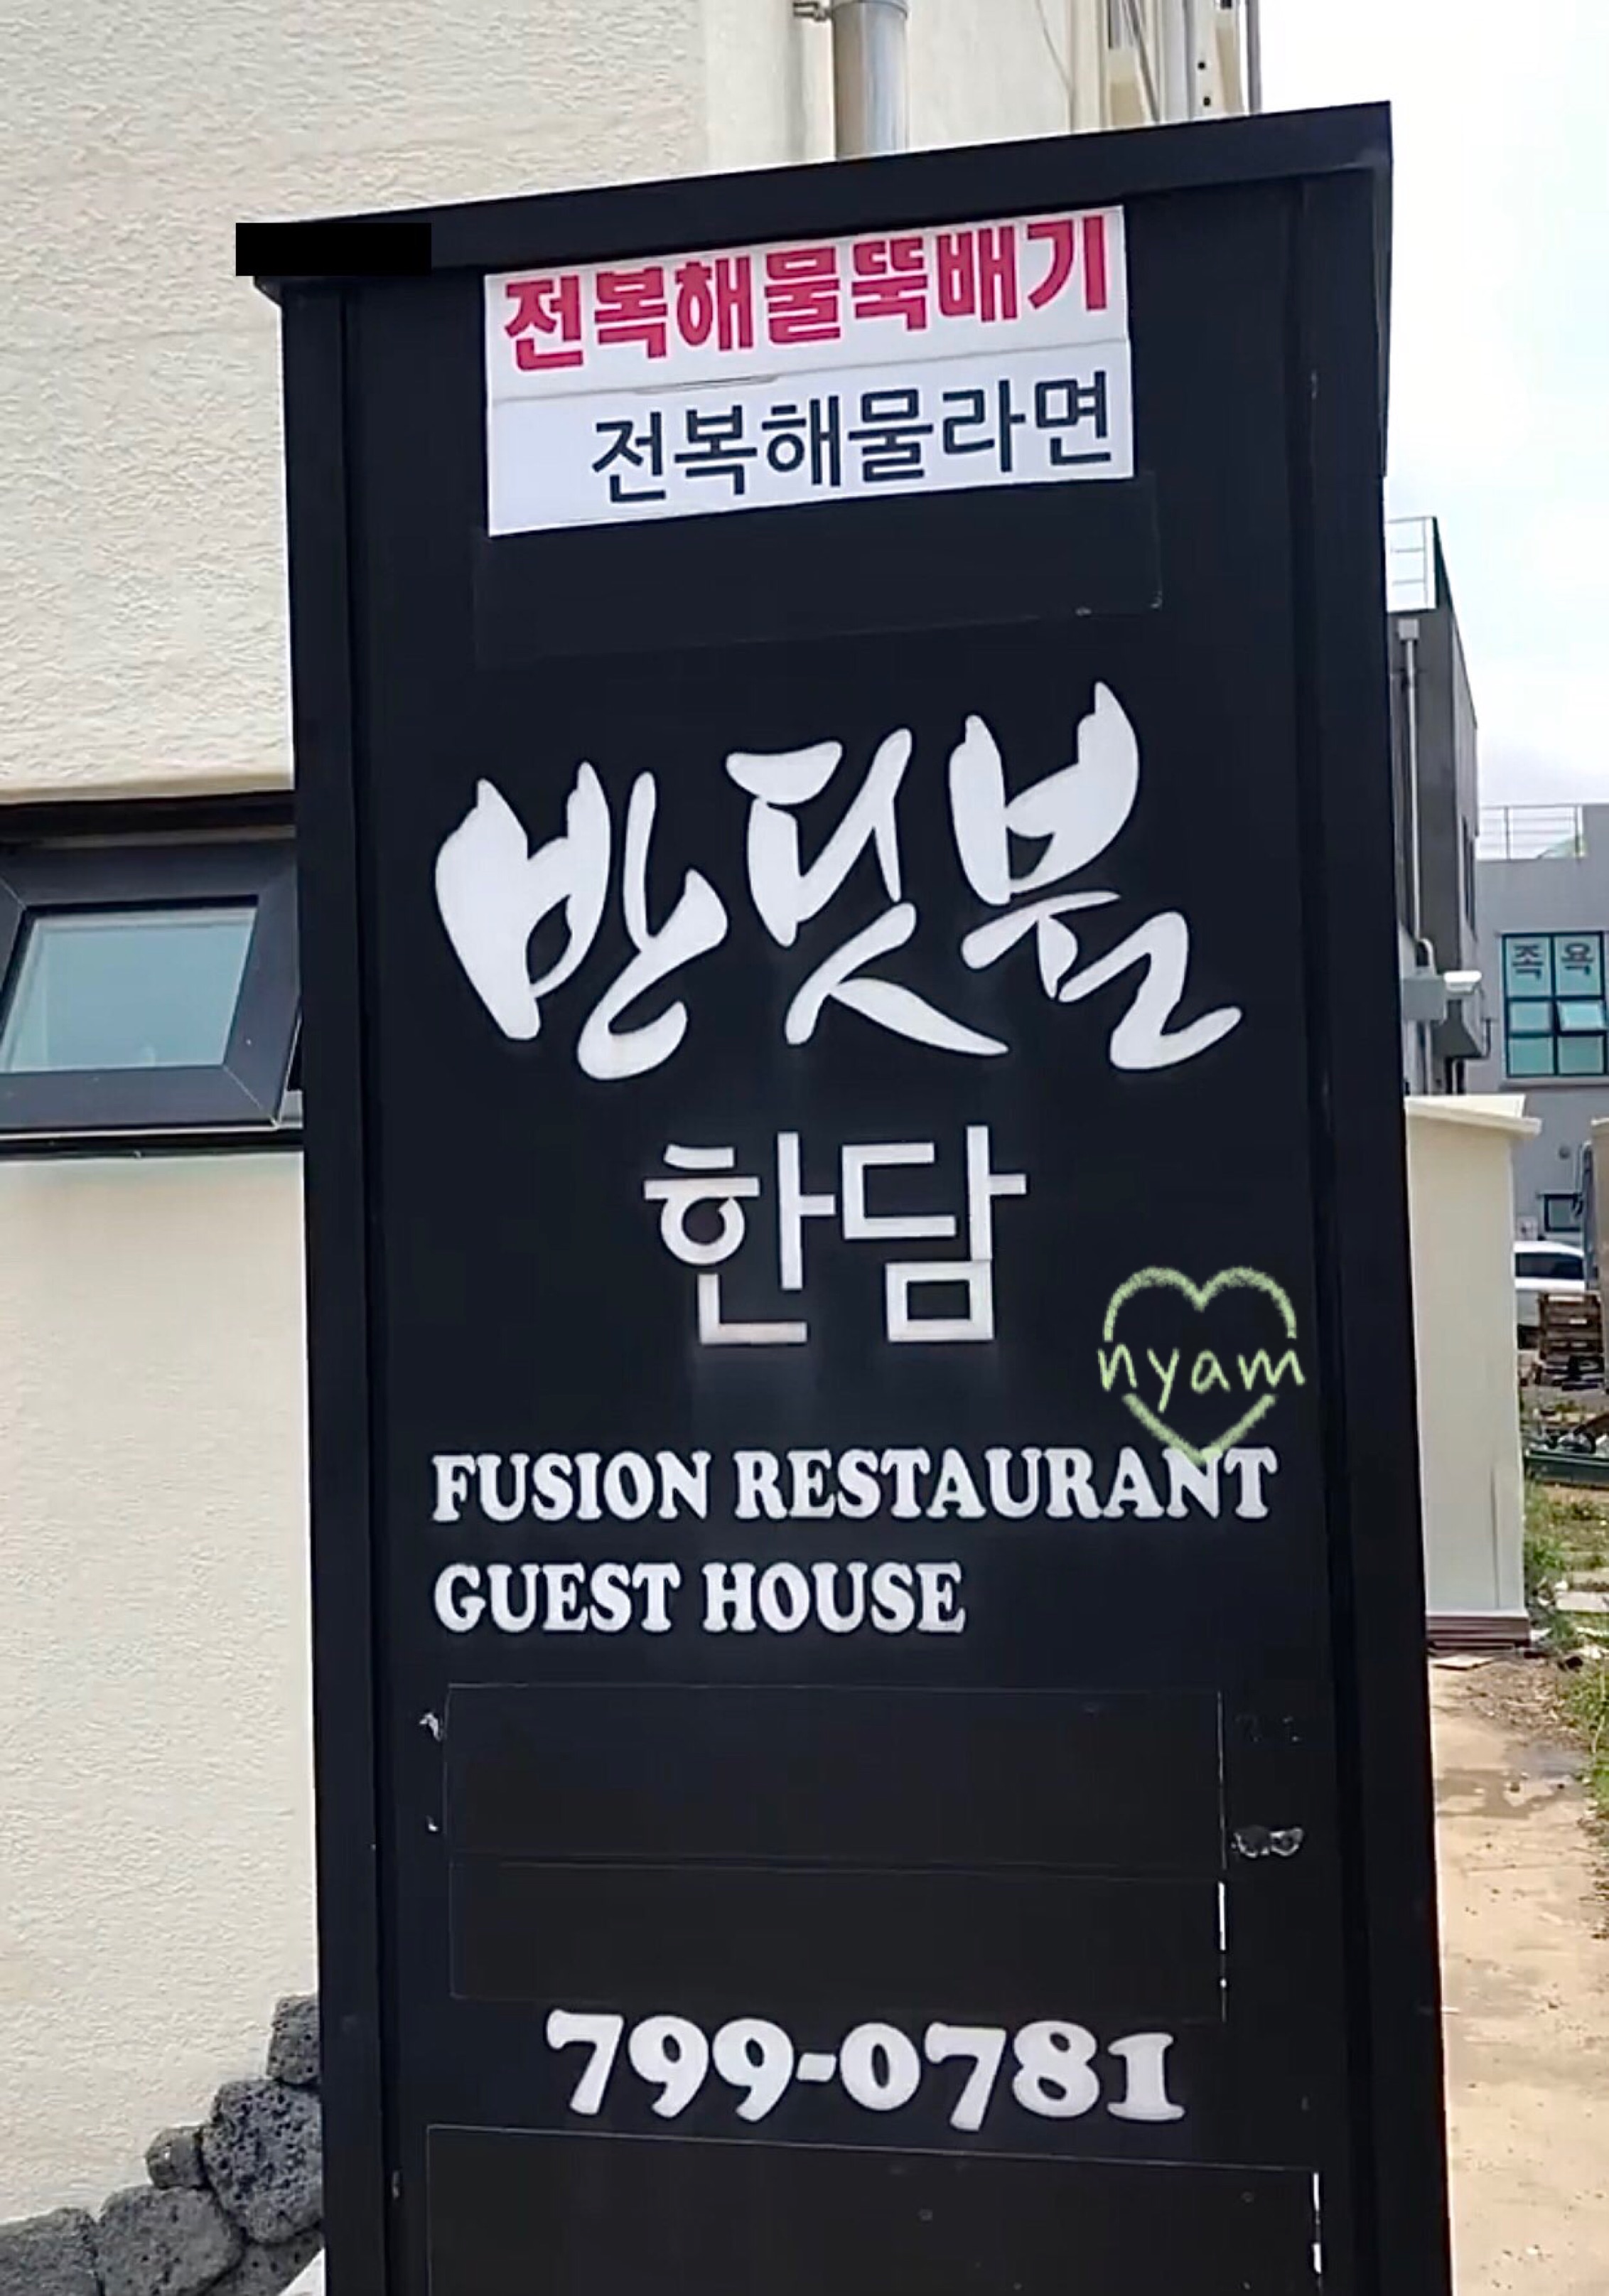 전복해물뚝배기
전복해물라면
반딧불
한담
nyam
FUSION RESTAURANT
GUEST HOUSE
799-0781
족욕